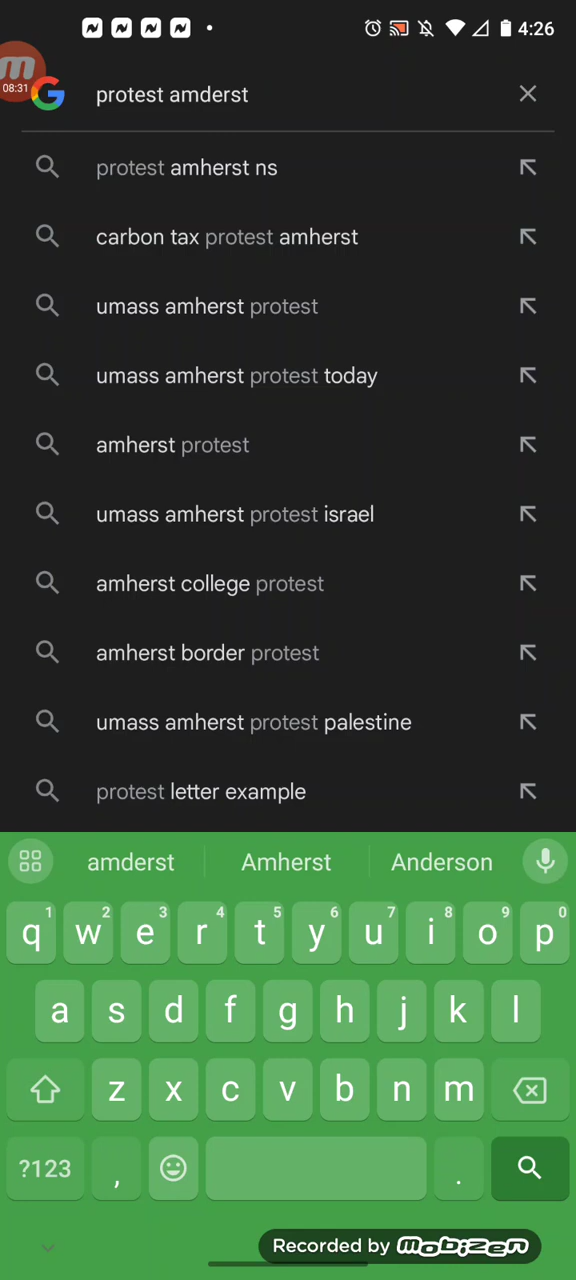 4:26
08:31
protest amderst
protest amherst ns
carbon tax protest amherst
umass amherst protest
umass amherst protest today
amherst protest
umass amherst protest israel
amherst college protest
amherst border protest
umass amherst protest palestine
protest letter example
amderst Amherst Anderson
1 2 3 4 5 6 7 8 9 0
q w e r t y u i o p
a s d f g h j k l
z x c v b n m
?123 , .
Recorded by mobizen